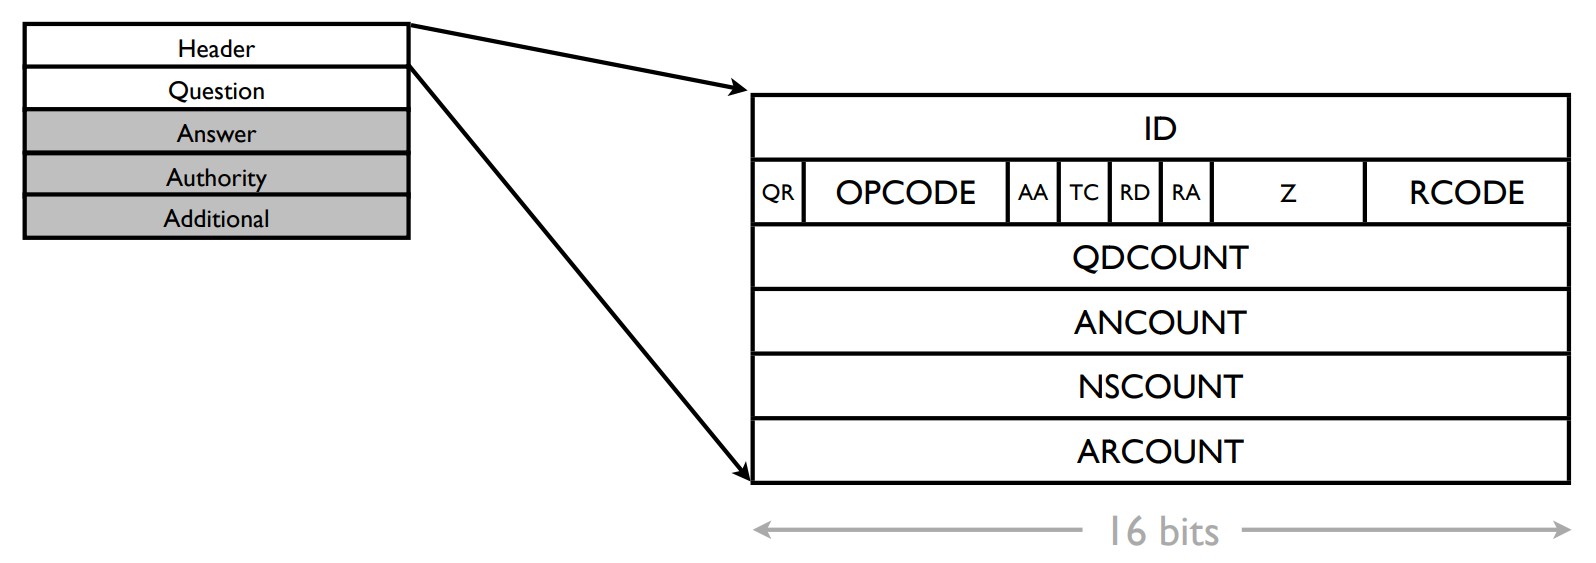 Header
Question
Answer
Authority
Additional
ID
QR OPCODE AA TC RD RA Z RCODE
QDCOUNT
ANCOUNT
NSCOUNT
ARCOUNT
16 bits